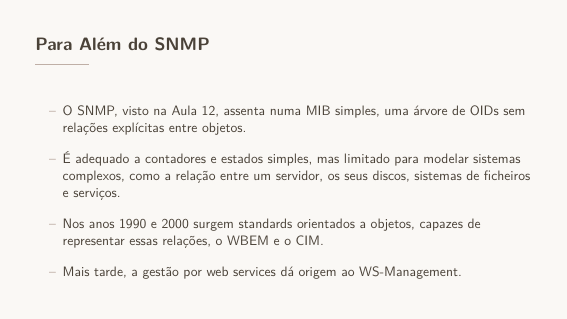 Para Além do SNMP
– O SNMP, visto na Aula 12, assenta numa MIB simples, uma árvore de OIDs sem
relações explícitas entre objetos.
– É adequado a contadores e estados simples, mas limitado para modelar sistemas
complexos, como a relação entre um servidor, os seus discos, sistemas de ficheiros
e serviços.
– Nos anos 1990 e 2000 surgem standards orientados a objetos, capazes de
representar essas relações, o WBEM e o CIM.
– Mais tarde, a gestão por web services dá origem ao WS-Management.